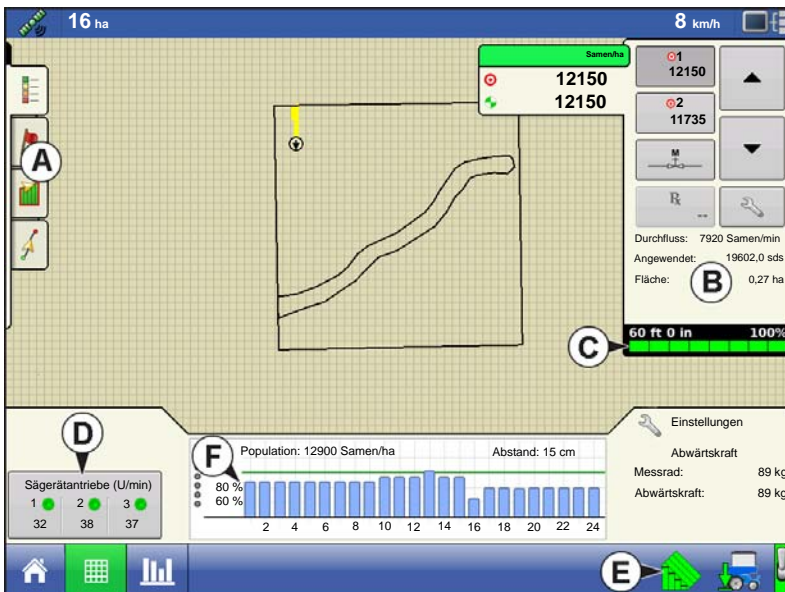 16 ha
8 km/h
Samen/ha
12150
12150
1
12150
2
11735
M
Rx
--
A
Durchfluss: 7920 Samen/min
Angewendet: 19602,0 sds
Fläche: 0,27 ha
B
60 ft 0 in 100%
C
D
Sägerätantriebe (U/min)
1 2 3
32 38 37
F
Population: 12900 Samen/ha Abstand: 15 cm
80 %
60 %
2 4 6 8 10 12 14 16 18 20 22 24
Einstellungen
Abwärtskraft
Messrad: 89 kg
Abwärtskraft: 89 kg
E